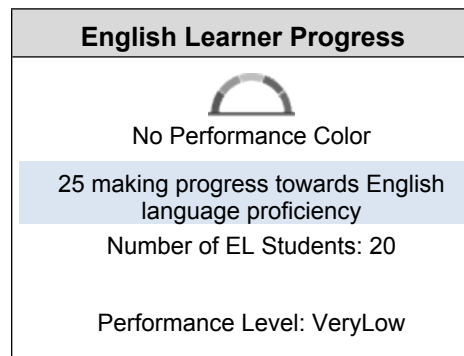 English Learner Progress
No Performance Color
25 making progress towards English
language proficiency
Number of EL Students: 20
Performance Level: VeryLow